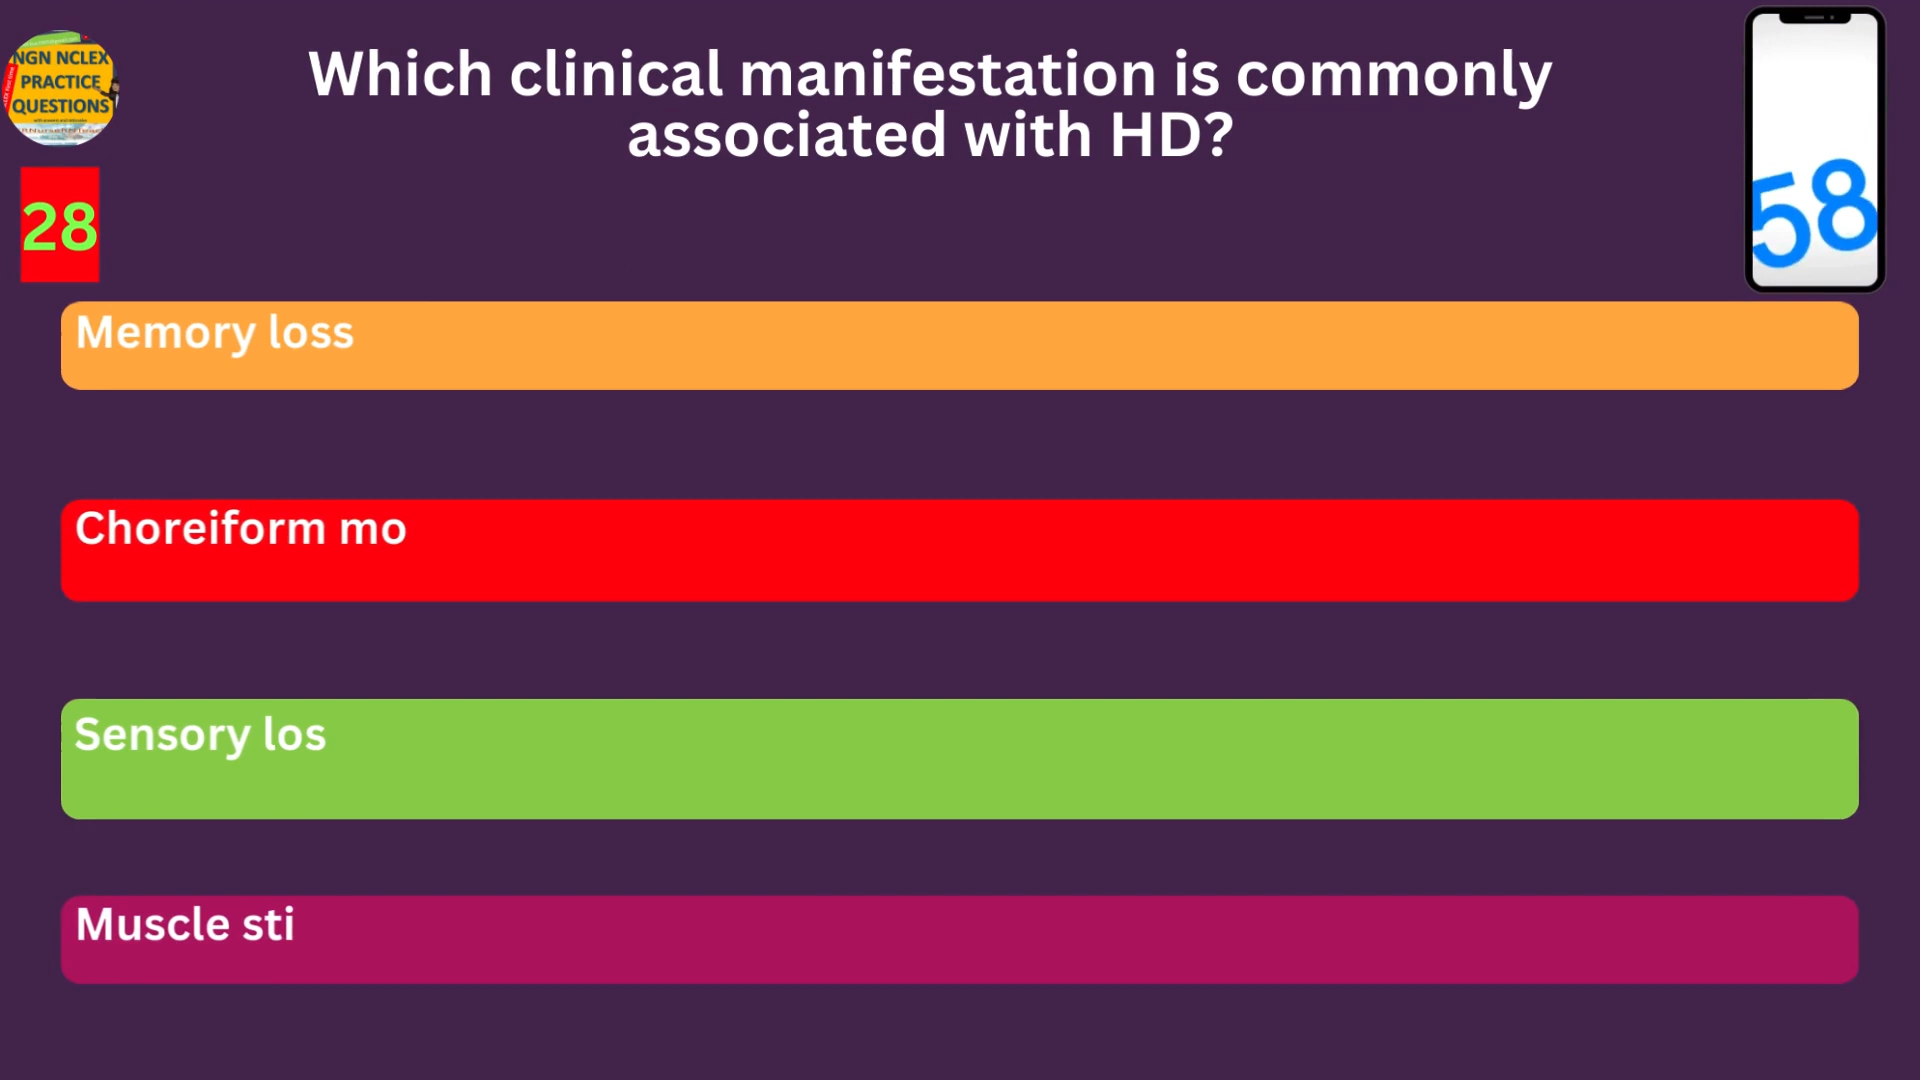 NGN NCLEX
PRACTICE
QUESTIONS
Which clinical manifestation is commonly
associated with HD?
58
28
Memory loss
Choreiform mo
Sensory los
Muscle sti